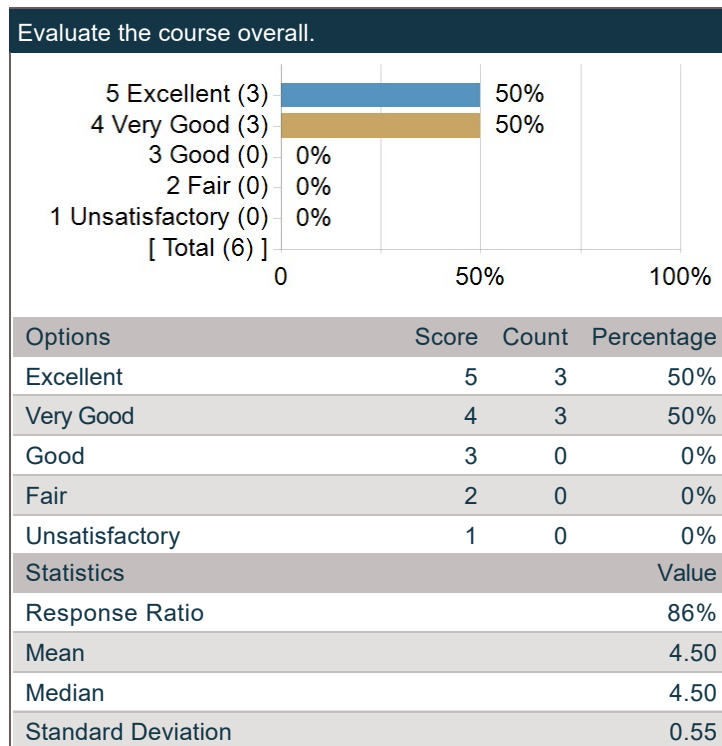 Evaluate the course overall.
5 Excellent (3) 50%
4 Very Good (3) 50%
3 Good (0) 0%
2 Fair (0) 0%
1 Unsatisfactory (0) 0%
[ Total (6) ]
0 50% 100%
Options Score Count Percentage
Excellent 5 3 50%
Very Good 4 3 50%
Good 3 0 0%
Fair 2 0 0%
Unsatisfactory 1 0 0%
Statistics Value
Response Ratio 86%
Mean 4.50
Median 4.50
Standard Deviation 0.55